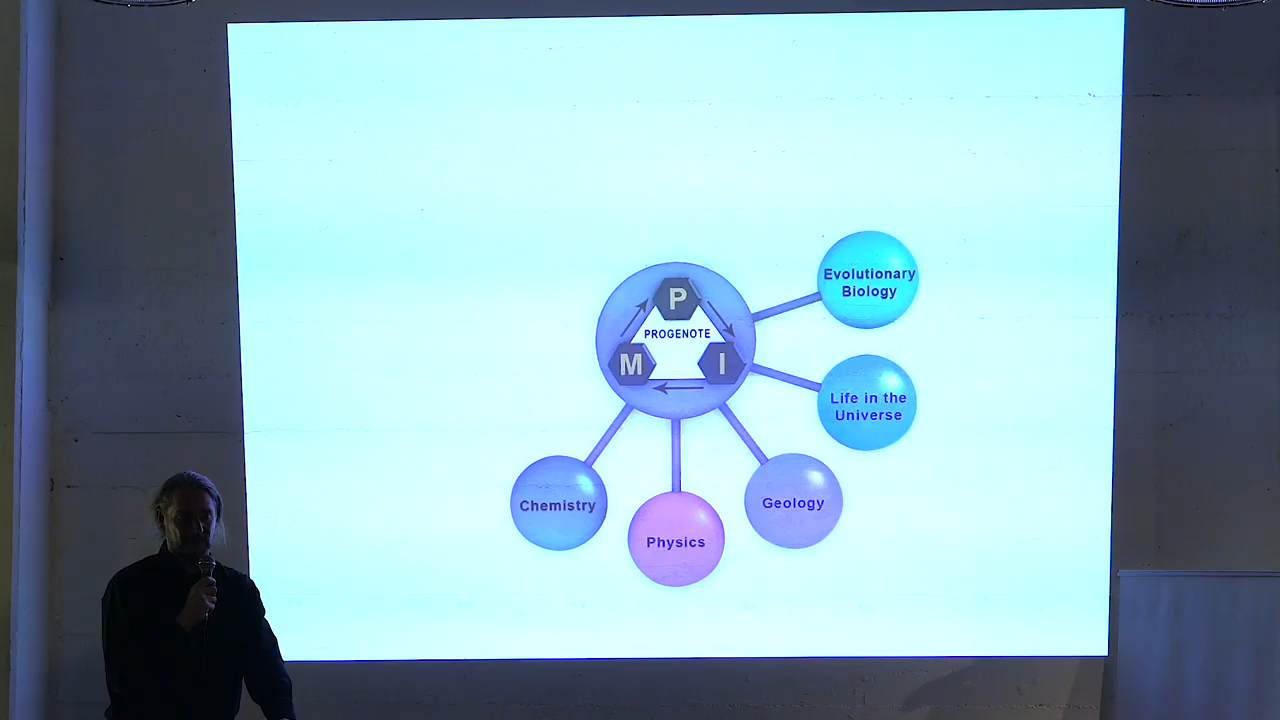 P
PROGENOTE
M
I
Evolutionary
Biology
Life in the
Universe
Chemistry
Physics
Geology